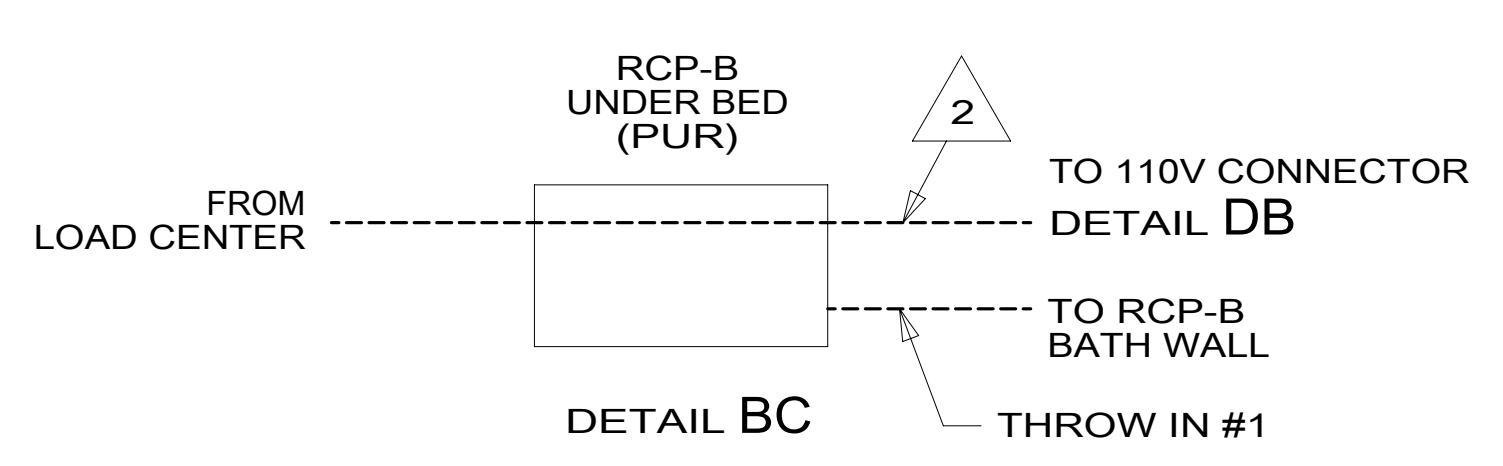 RCP-B
UNDER BED
(PUR)
2
FROM
LOAD CENTER
TO 110V CONNECTOR
DETAIL DB
TO RCP-B
BATH WALL
DETAIL BC
THROW IN #1